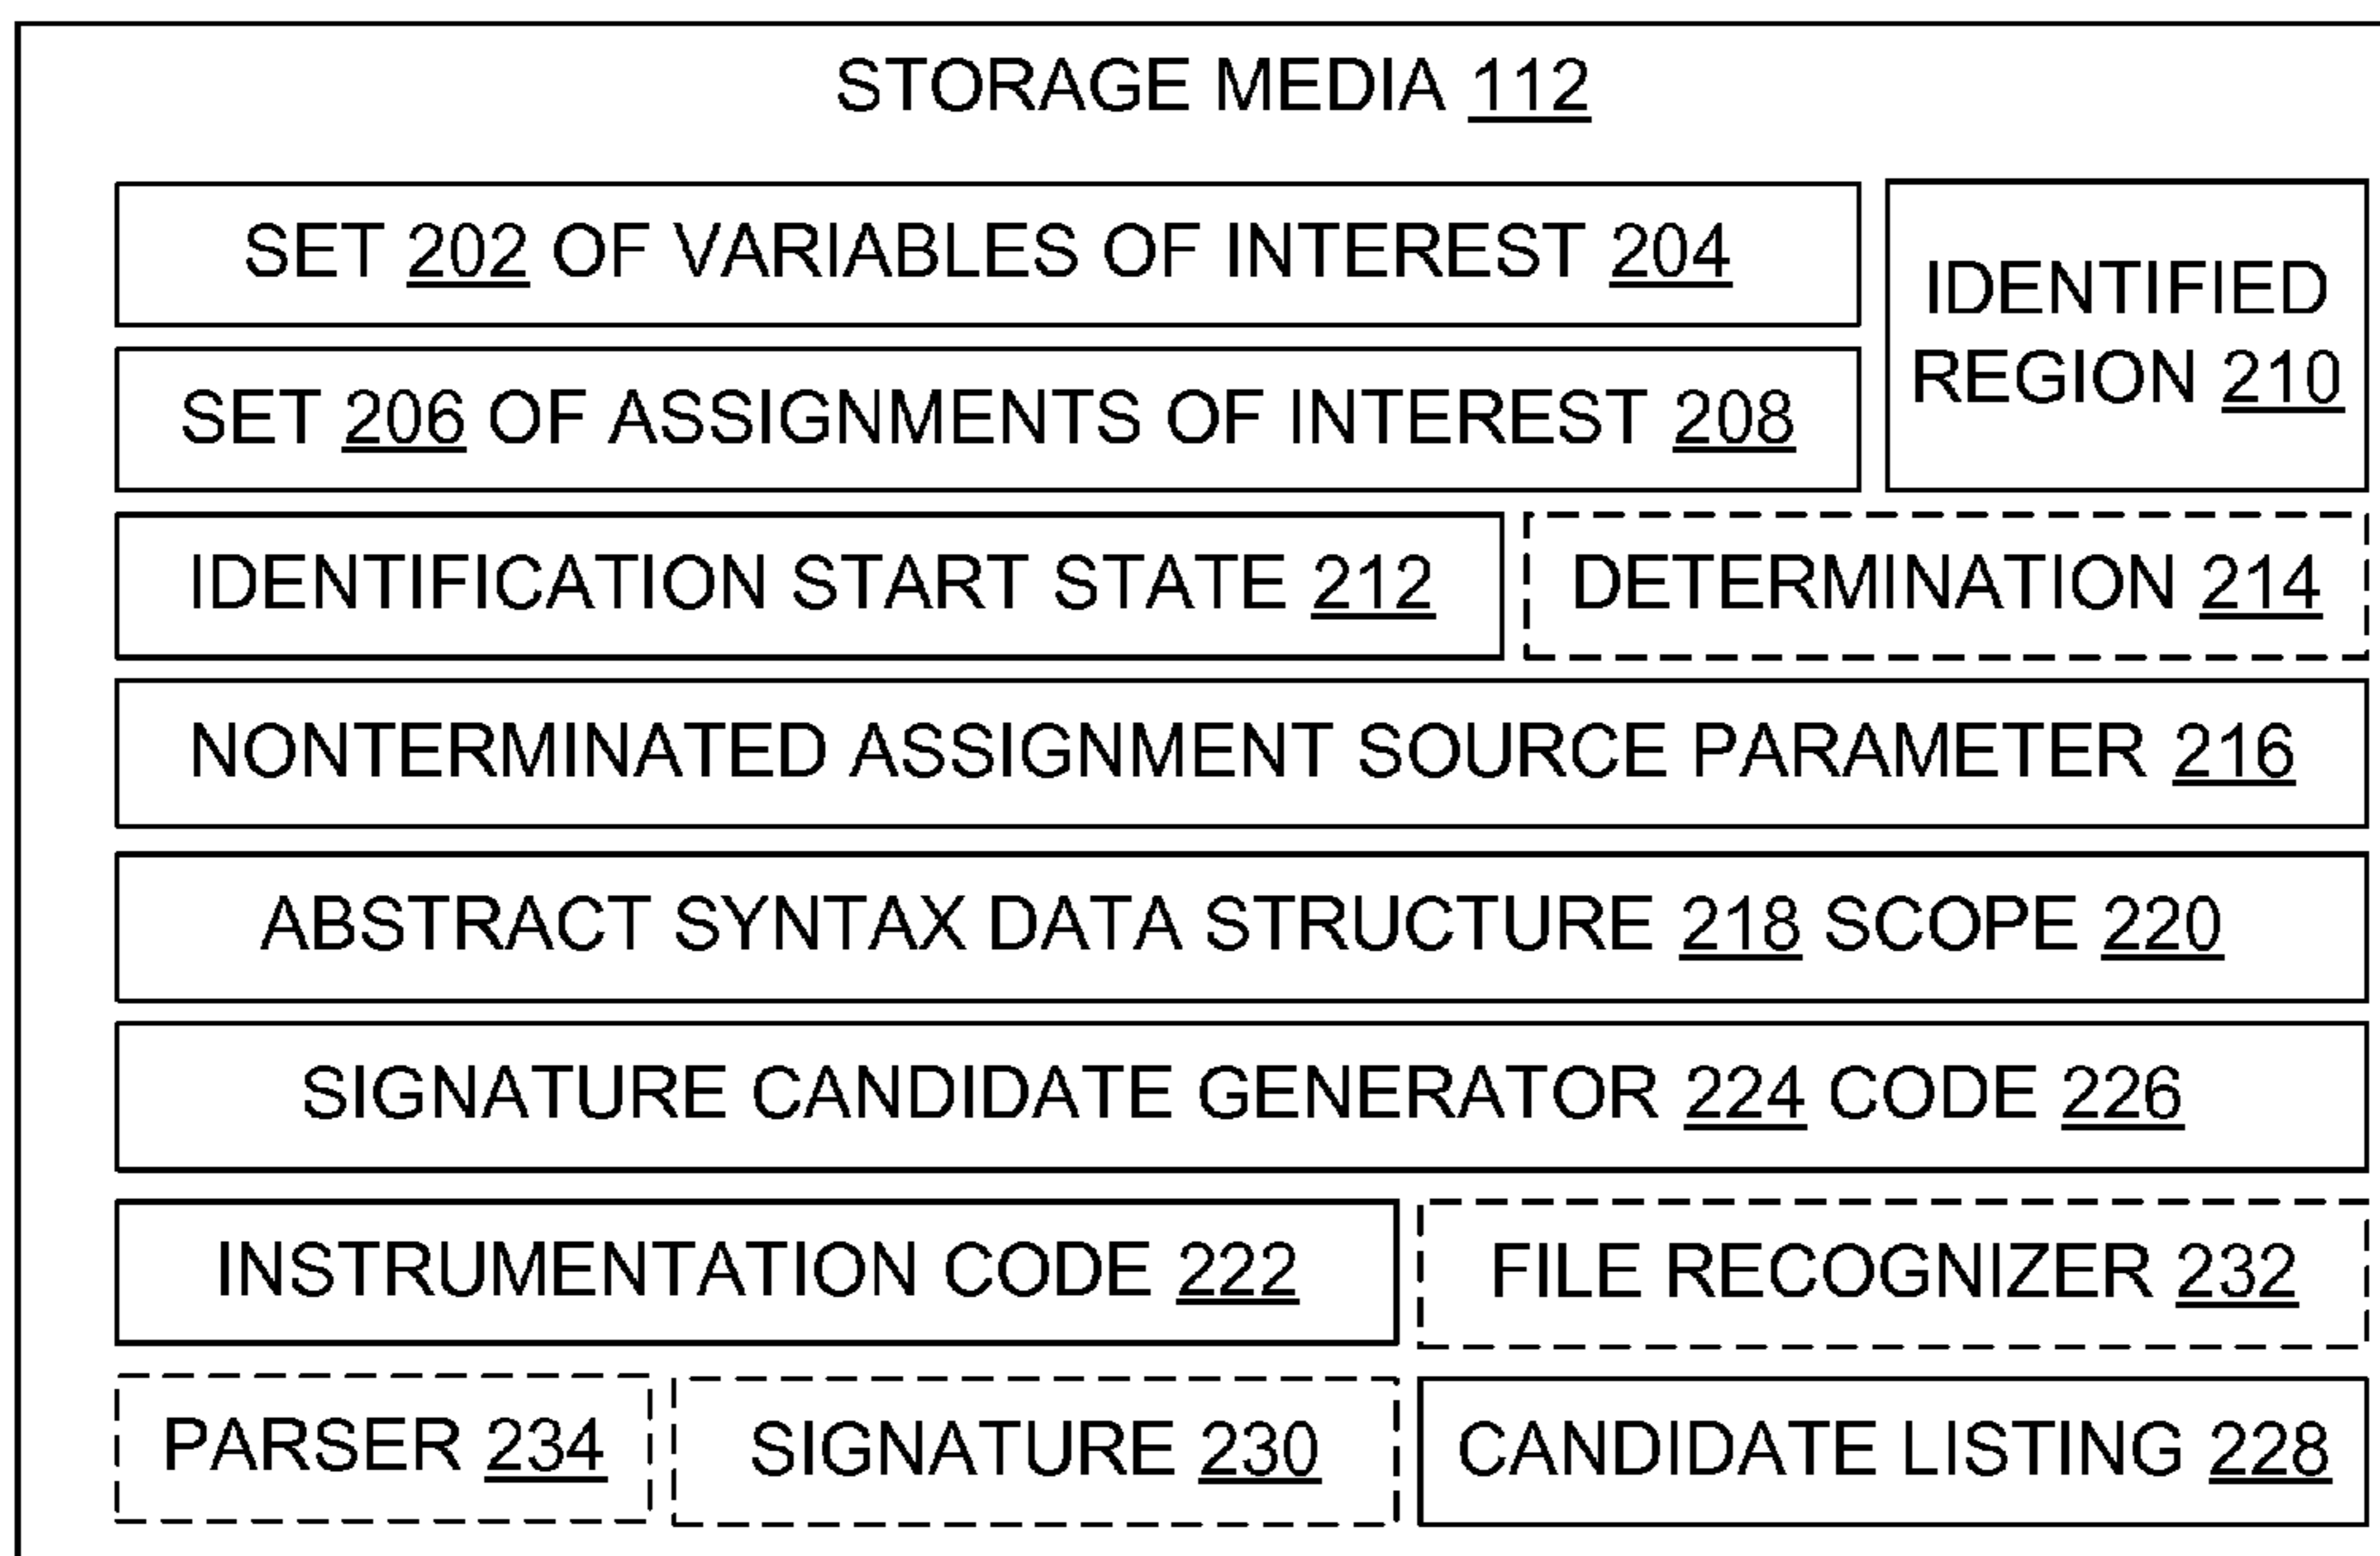 STORAGE MEDIA 112
SET 202 OF VARIABLES OF INTEREST 204
IDENTIFIED
REGION 210
SET 206 OF ASSIGNMENTS OF INTEREST 208
IDENTIFICATION START STATE 212
DETERMINATION 214
NONTERMINATED ASSIGNMENT SOURCE PARAMETER 216
ABSTRACT SYNTAX DATA STRUCTURE 218 SCOPE 220
SIGNATURE CANDIDATE GENERATOR 224 CODE 226
INSTRUMENTATION CODE 222
FILE RECOGNIZER 232
PARSER 234
SIGNATURE 230
CANDIDATE LISTING 228